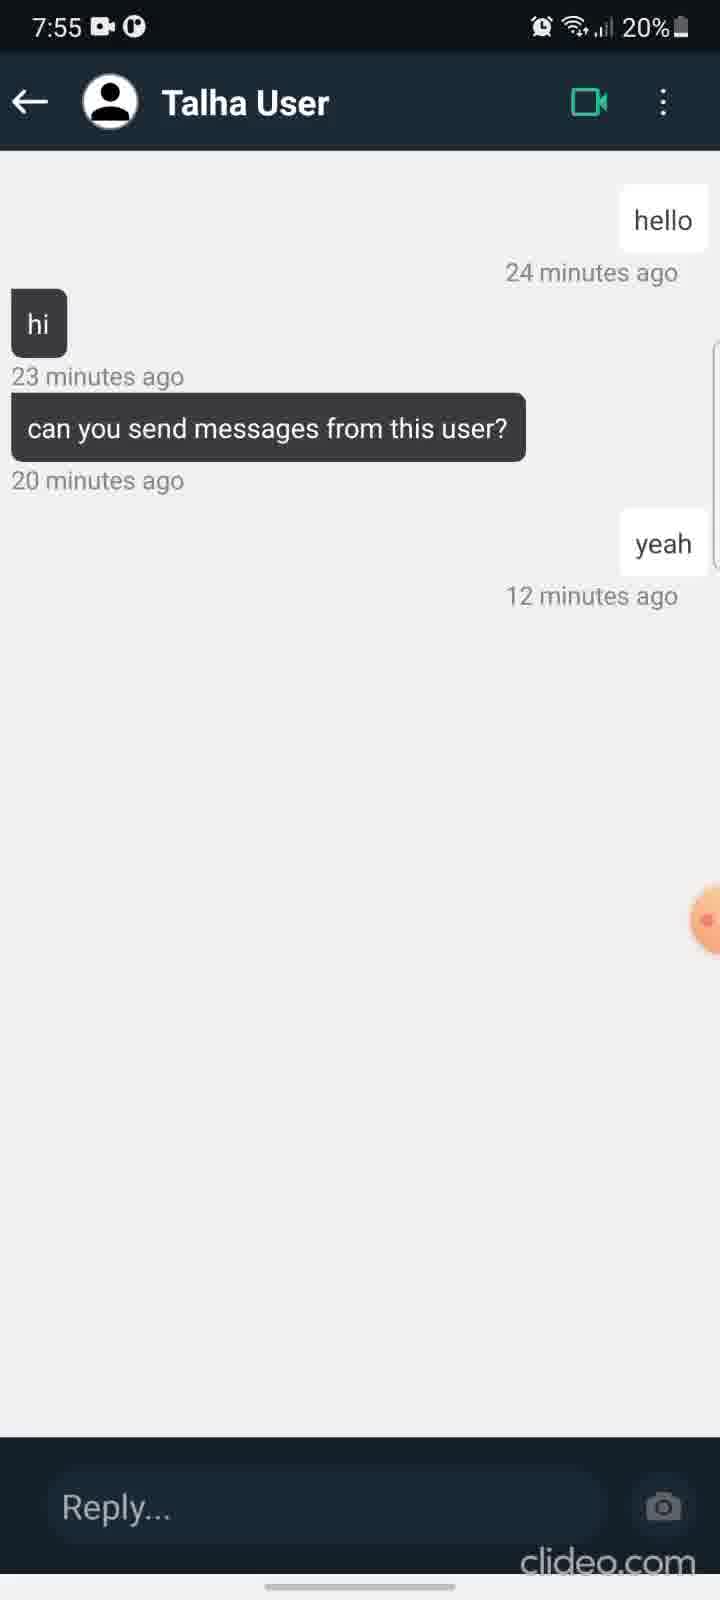 7:55 20%
Talha User
hello
24 minutes ago
hi
23 minutes ago
can you send messages from this user?
20 minutes ago
yeah
12 minutes ago
Reply...
clideo.com